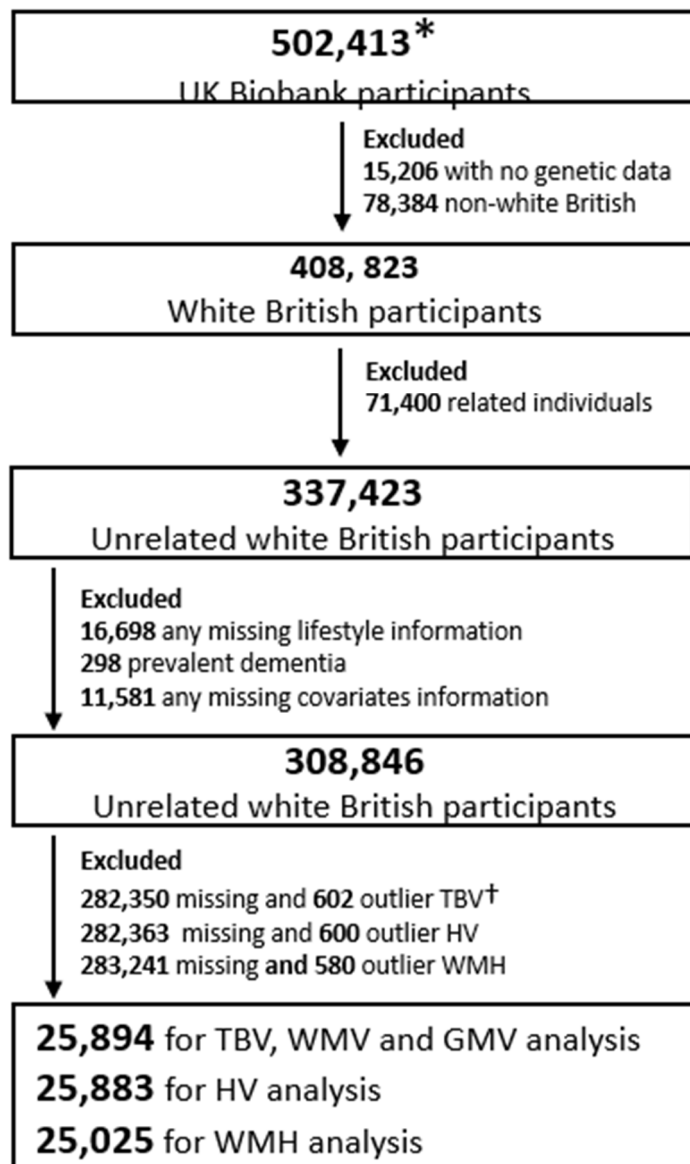 502,413*
UK Biobank participants
Excluded
15,206 with no genetic data
78,384 non-white British
408, 823
White British participants
Excluded
71,400 related individuals
337,423
Unrelated white British participants
Excluded
16,698 any missing lifestyle information
298 prevalent dementia
11,581 any missing covariates information
308,846
Unrelated white British participants
Excluded
282,350 missing and 602 outlier TBV†
282,363 missing and 600 outlier HV
283,241 missing and 580 outlier WMH
25,894 for TBV, WMV and GMV analysis
25,883 for HV analysis
25,025 for WMH analysis